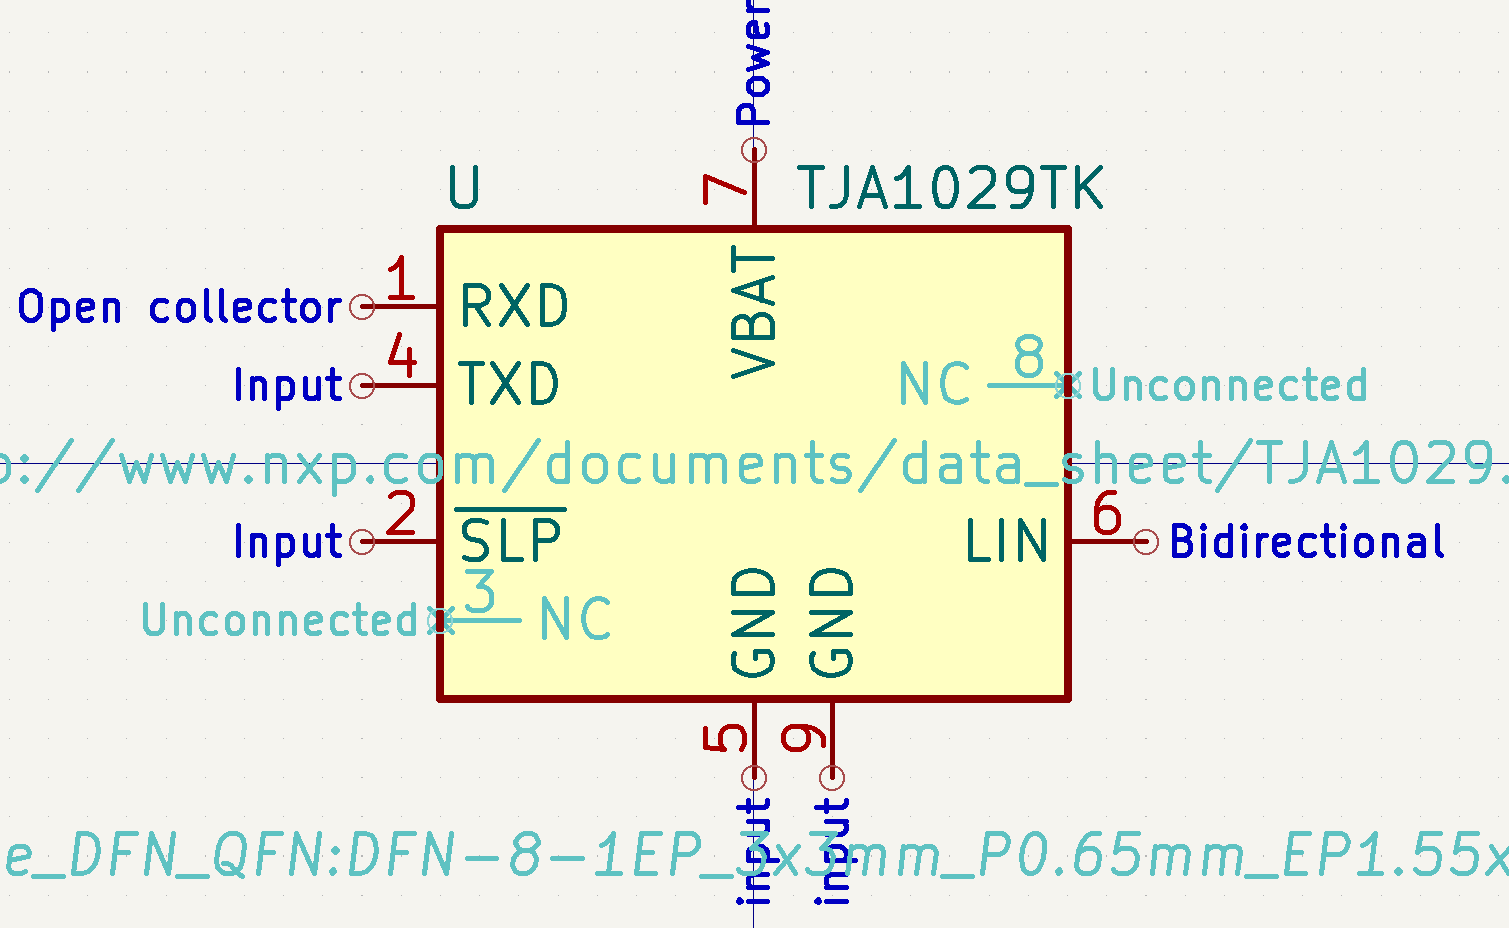 Power
7
U
TJA1029TK
VBAT
Open collector
1
RXD
Input
4
TXD
NC
8
Unconnected
://www.nxp.com/documents/data_sheet/TJA1029.
Input
2
SLP
LIN
6
Bidirectional
Unconnected
3
NC
GND
GND
5
9
input
input
e_DFN_QFN:DFN-8-1EP_3x3mm_P0.65mm_EP1.55x